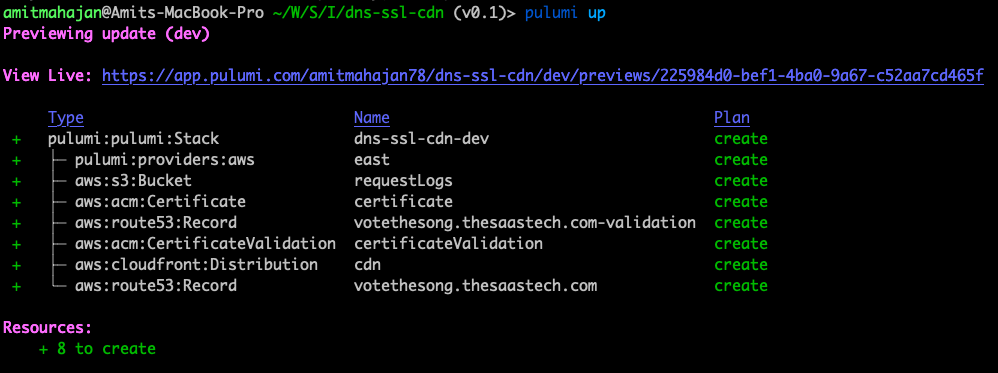 amitmahajan@Amits-MacBook-Pro ~/W/S/I/dns-ssl-cdn (v0.1)> pulumi up
Previewing update (dev)
View Live: https://app.pulumi.com/amitmahajan78/dns-ssl-cdn/dev/previews/225984d0-bef1-4ba0-9a67-c52aa7cd465f
Type Name Plan
+ pulumi:pulumi:Stack dns-ssl-cdn-dev create
+ ├─ pulumi:providers:aws east create
+ ├─ aws:s3:Bucket requestLogs create
+ ├─ aws:acm:Certificate certificate create
+ ├─ aws:route53:Record votethesong.thesaastech.com-validation create
+ ├─ aws:acm:CertificateValidation certificateValidation create
+ ├─ aws:cloudfront:Distribution cdn create
+ └─ aws:route53:Record votethesong.thesaastech.com create
Resources:
+ 8 to create